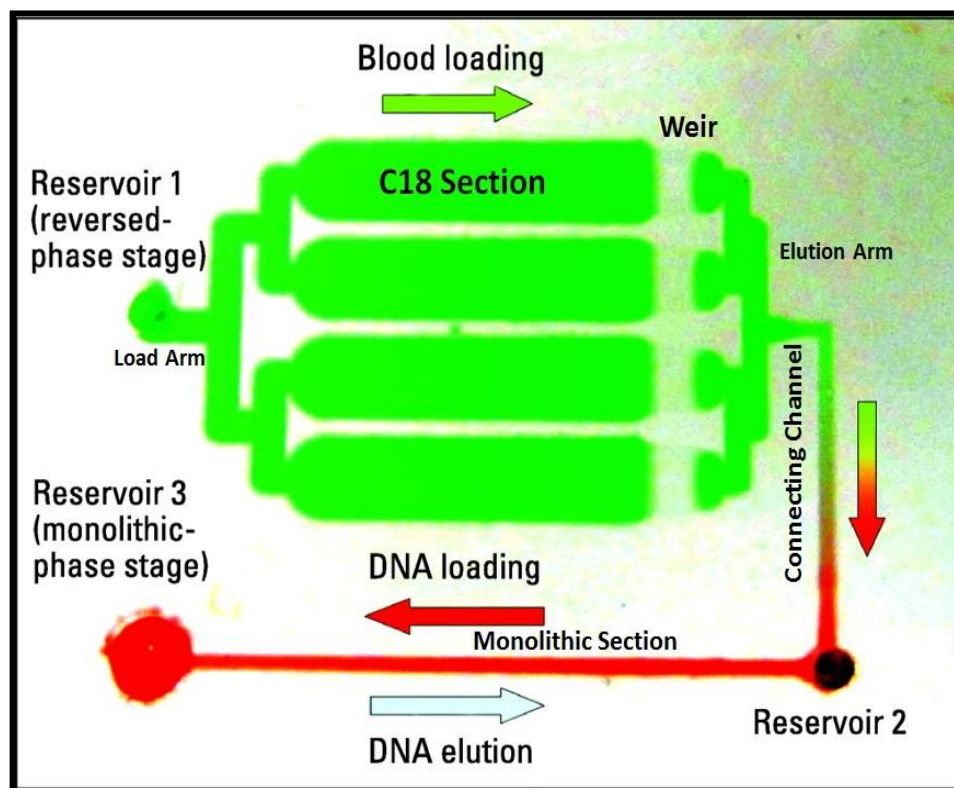 Blood loading
Weir
C18 Section
Reservoir 1
(reversed-
phase stage)
Elution Arm
Load Arm
Connecting Channel
Reservoir 3
(monolithic-
phase stage)
DNA loading
Monolithic Section
Reservoir 2
DNA elution